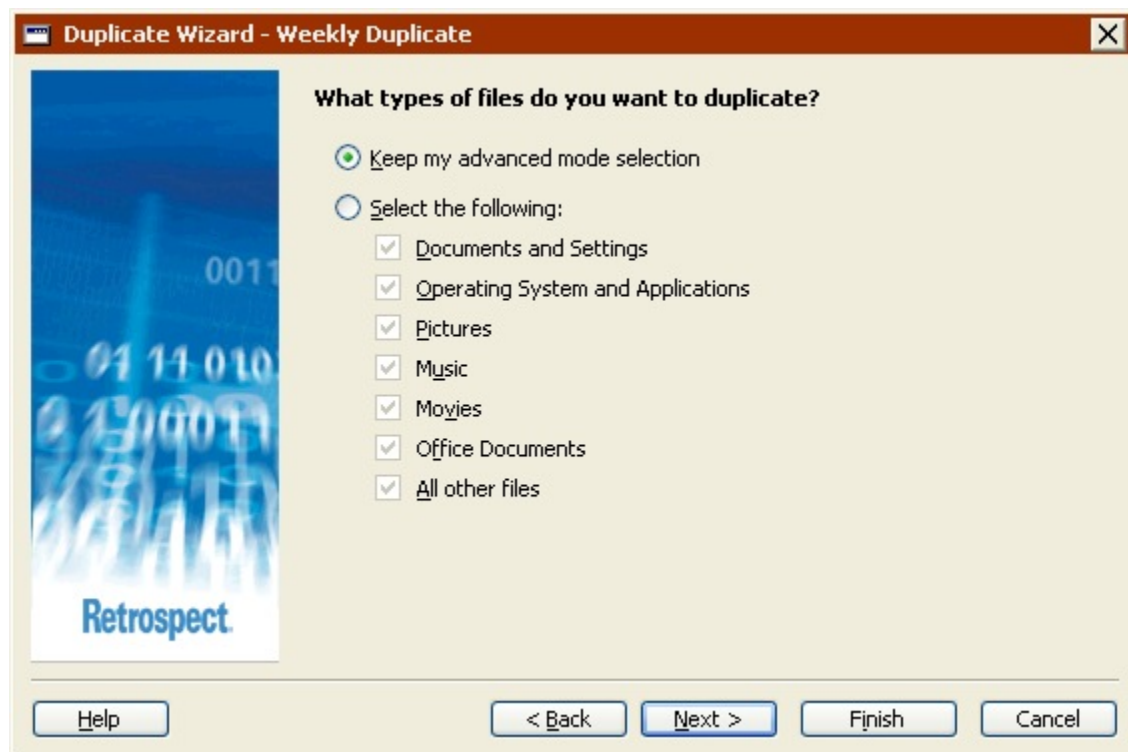 Duplicate Wizard - Weekly Duplicate
What types of files do you want to duplicate?
Keep my advanced mode selection
Select the following:
Documents and Settings
Operating System and Applications
Pictures
Music
Movies
Office Documents
All other files
0011
01 11 010
Retrospect.
Help
< Back
Next >
Finish
Cancel